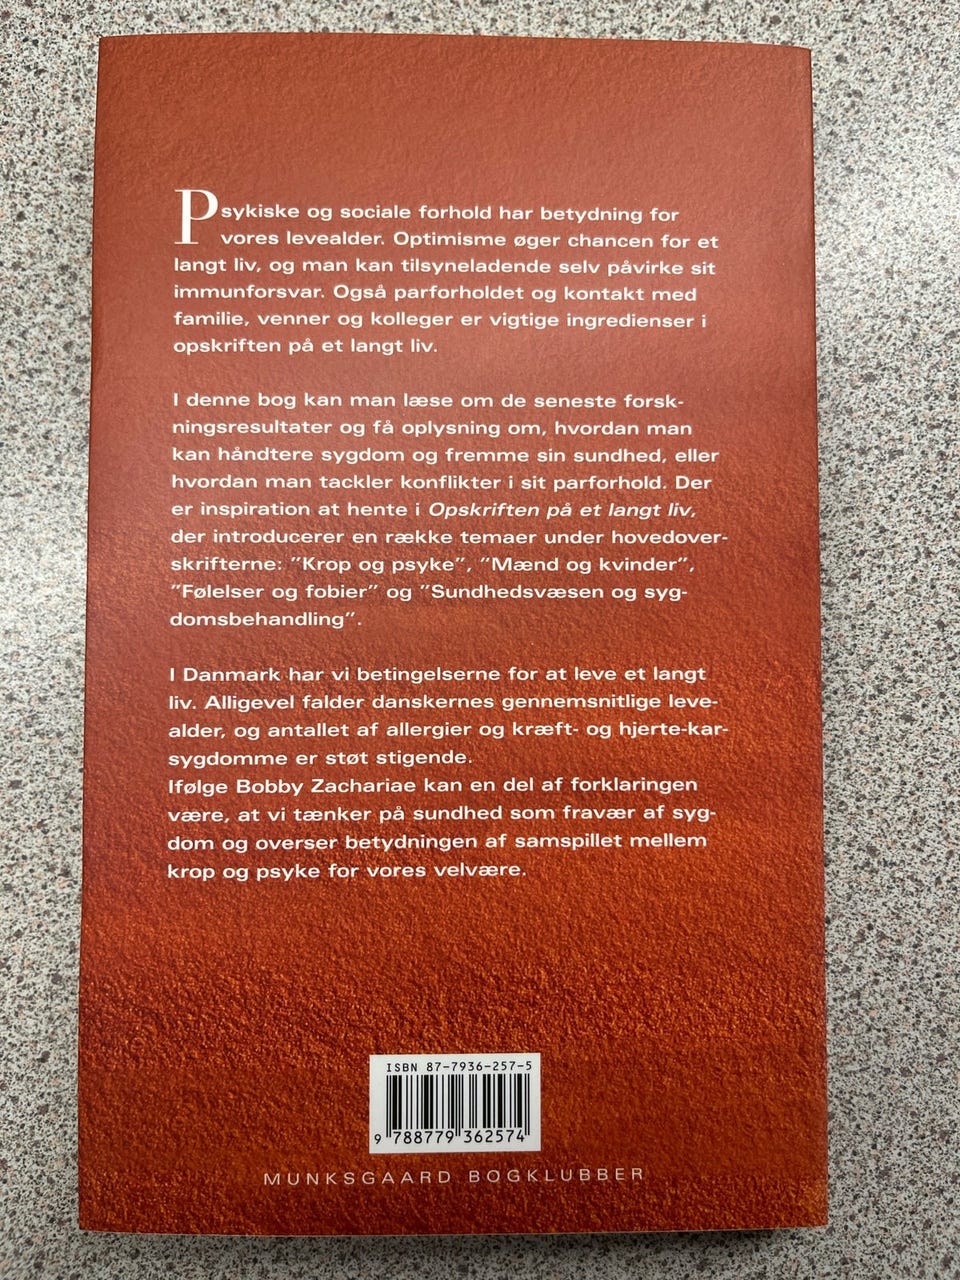 Psykiske og sociale forhold har betydning for
vores levealder. Optimisme øger chancen for et
langt liv, og man kan tilsyneladende selv påvirke sit
immunforsvar. Også parforholdet og kontakt med
familie, venner og kolleger er vigtige ingredienser i
opskriften på et langt liv.
I denne bog kan man læse om de seneste forsk-
ningsresultater og få oplysning om, hvordan man
kan håndtere sygdom og fremme sin sundhed, eller
hvordan man tackler konflikter i sit parforhold. Der
er inspiration at hente i Opskriften på et langt liv,
der introducerer en række temaer under hovedover-
skrifterne: ”Krop og psyke”, ”Mænd og kvinder”,
”Følelser og fobier” og ”Sundhedsvæsen og syg-
domsbehandling”.
I Danmark har vi betingelserne for at leve et langt
liv. Alligevel falder danskernes gennemsnitlige leve-
alder, og antallet af allergier og kræft- og hjerte-kar-
sygdomme er støt stigende.
Ifølge Bobby Zachariae kan en del af forklaringen
være, at vi tænker på sundhed som fravær af syg-
dom og overser betydningen af samspillet mellem
krop og psyke for vores velvære.
ISBN 87-7936-257-5
9 788779 362574
MUNKSGAARD BOGKLUBBER